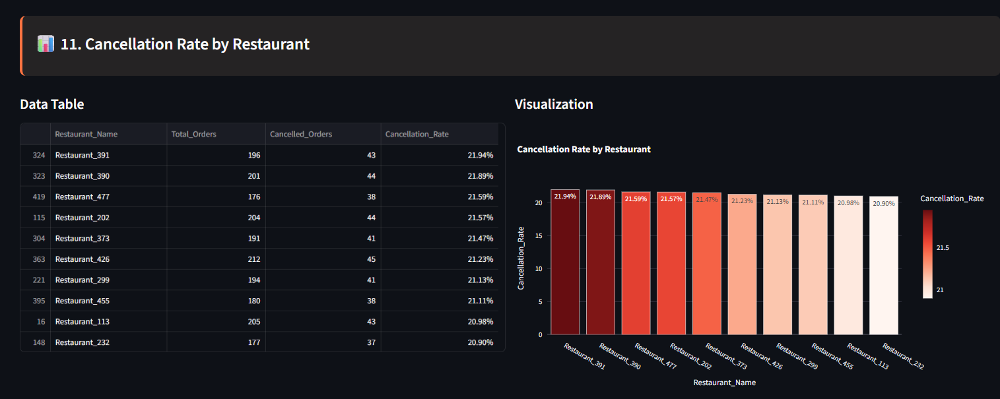 📊 11. Cancellation Rate by Restaurant
Data Table
Restaurant_Name Total_Orders Cancelled_Orders Cancellation_Rate
324 Restaurant_391 196 43 21.94%
323 Restaurant_390 201 44 21.89%
419 Restaurant_477 176 38 21.59%
115 Restaurant_202 204 44 21.57%
304 Restaurant_373 191 41 21.47%
363 Restaurant_426 212 45 21.23%
221 Restaurant_299 194 41 21.13%
395 Restaurant_455 180 38 21.11%
16 Restaurant_113 205 43 20.98%
148 Restaurant_232 177 37 20.90%
Visualization
Cancellation Rate by Restaurant
Cancellation_Rate
20
15
10
5
0
21.94% 21.89% 21.59% 21.57% 21.47% 21.23% 21.13% 21.11% 20.98% 20.90%
Restaurant_391 Restaurant_390 Restaurant_477 Restaurant_202 Restaurant_373 Restaurant_426 Restaurant_299 Restaurant_455 Restaurant_113 Restaurant_232
Restaurant_Name
Cancellation_Rate
21.5
21